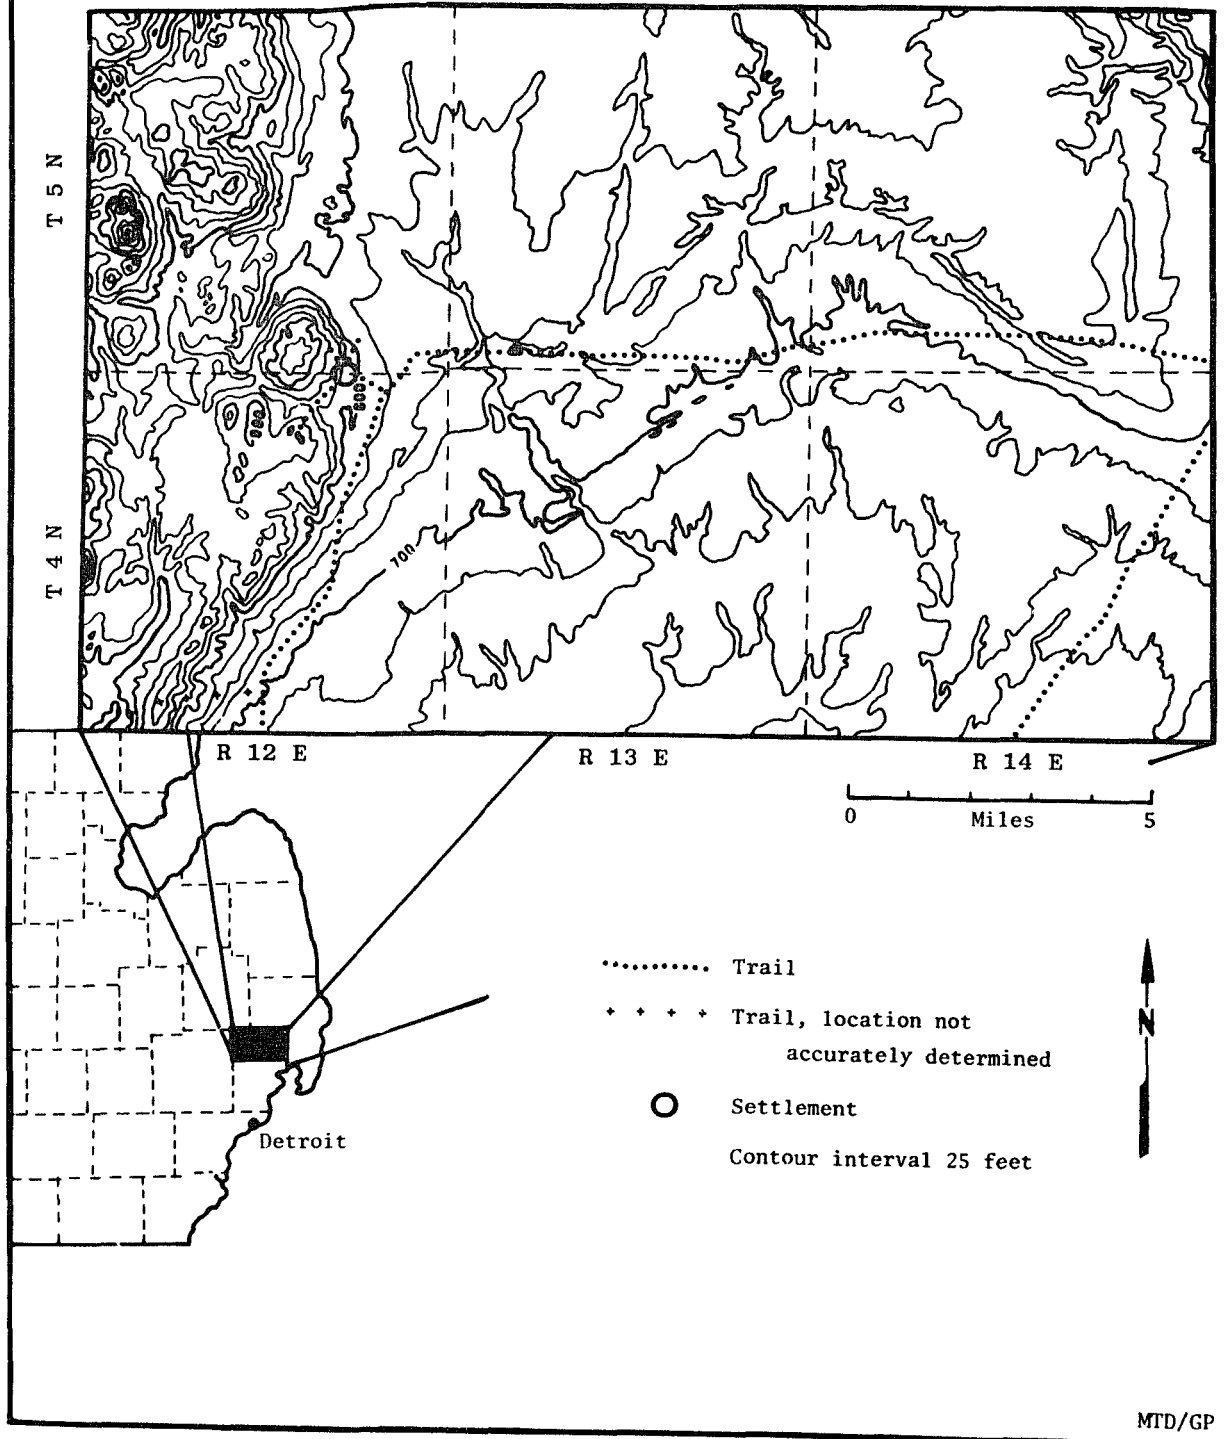 T 5 N
800
T 4 N
700
R 12 E
R 13 E
R 14 E
0 Miles 5
Trail
N
Trail, location not
accurately determined
Settlement
Detroit
Contour interval 25 feet
MTD/GP